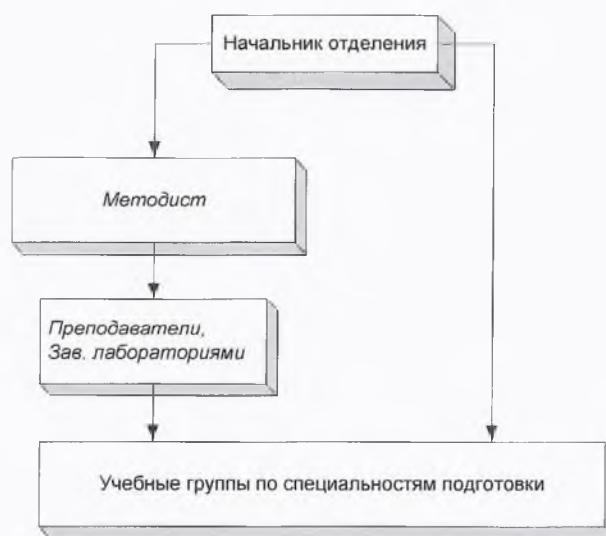 Начальник отделения
Методист
Преподаватели,
Зав. лабораториями
Учебные группы по специальностям подготовки